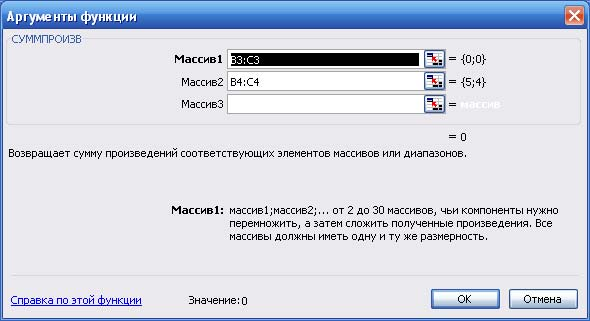 Аргументы функции
СУММПРОИЗВ
Массив1 B3:C3 = {0;0}
Массив2 B4:C4 = {5;4}
Массив3 = массив
= 0
Возвращает сумму произведений соответствующих элементов массивов или диапазонов.
Массив1: массив1;массив2;... от 2 до 30 массивов, чьи компоненты нужно
перемножить, а затем сложить полученные произведения. Все
массивы должны иметь одну и ту же размерность.
Справка по этой функции Значение:0 ОК Отмена